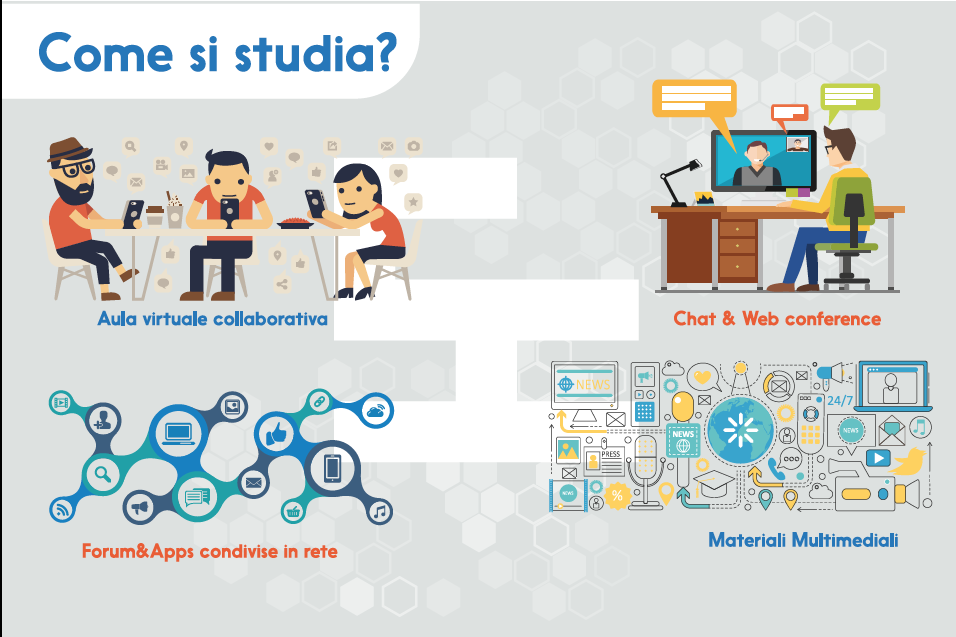 Come si studia?
Aula virtuale collaborativa
Chat & Web conference
NEWS
24/7
NEWS
NEWS
PRESS
NEWS
%
Forum&Apps condivise in rete
Materiali Multimediali